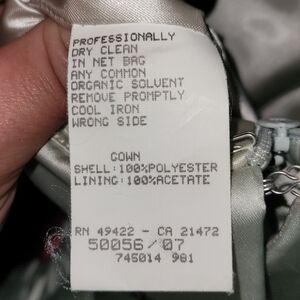 PROFESSIONALLY
DRY CLEAN
IN NET BAG
ANY COMMON
ORGANIC SOLVENT
REMOVE PROMPTLY
COOL IRON
WRONG SIDE
GOWN
SHELL:100%POLYESTER
LINING:100%ACETATE
RN 49422 - CA 21472
50056/07
745014 981